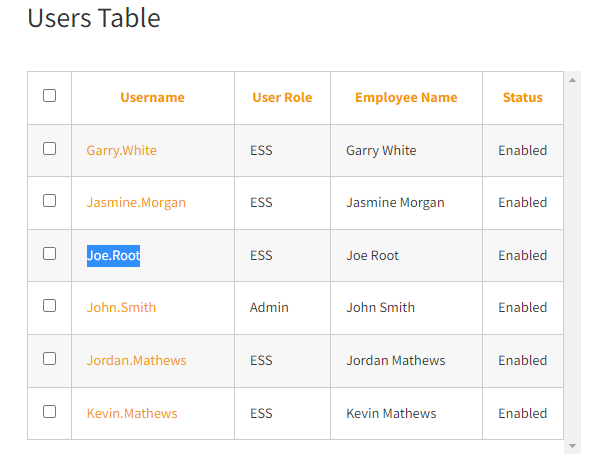 Users Table
Username User Role Employee Name Status
Garry.White ESS Garry White Enabled
Jasmine.Morgan ESS Jasmine Morgan Enabled
Joe.Root ESS Joe Root Enabled
John.Smith Admin John Smith Enabled
Jordan.Mathews ESS Jordan Mathews Enabled
Kevin.Mathews ESS Kevin Mathews Enabled